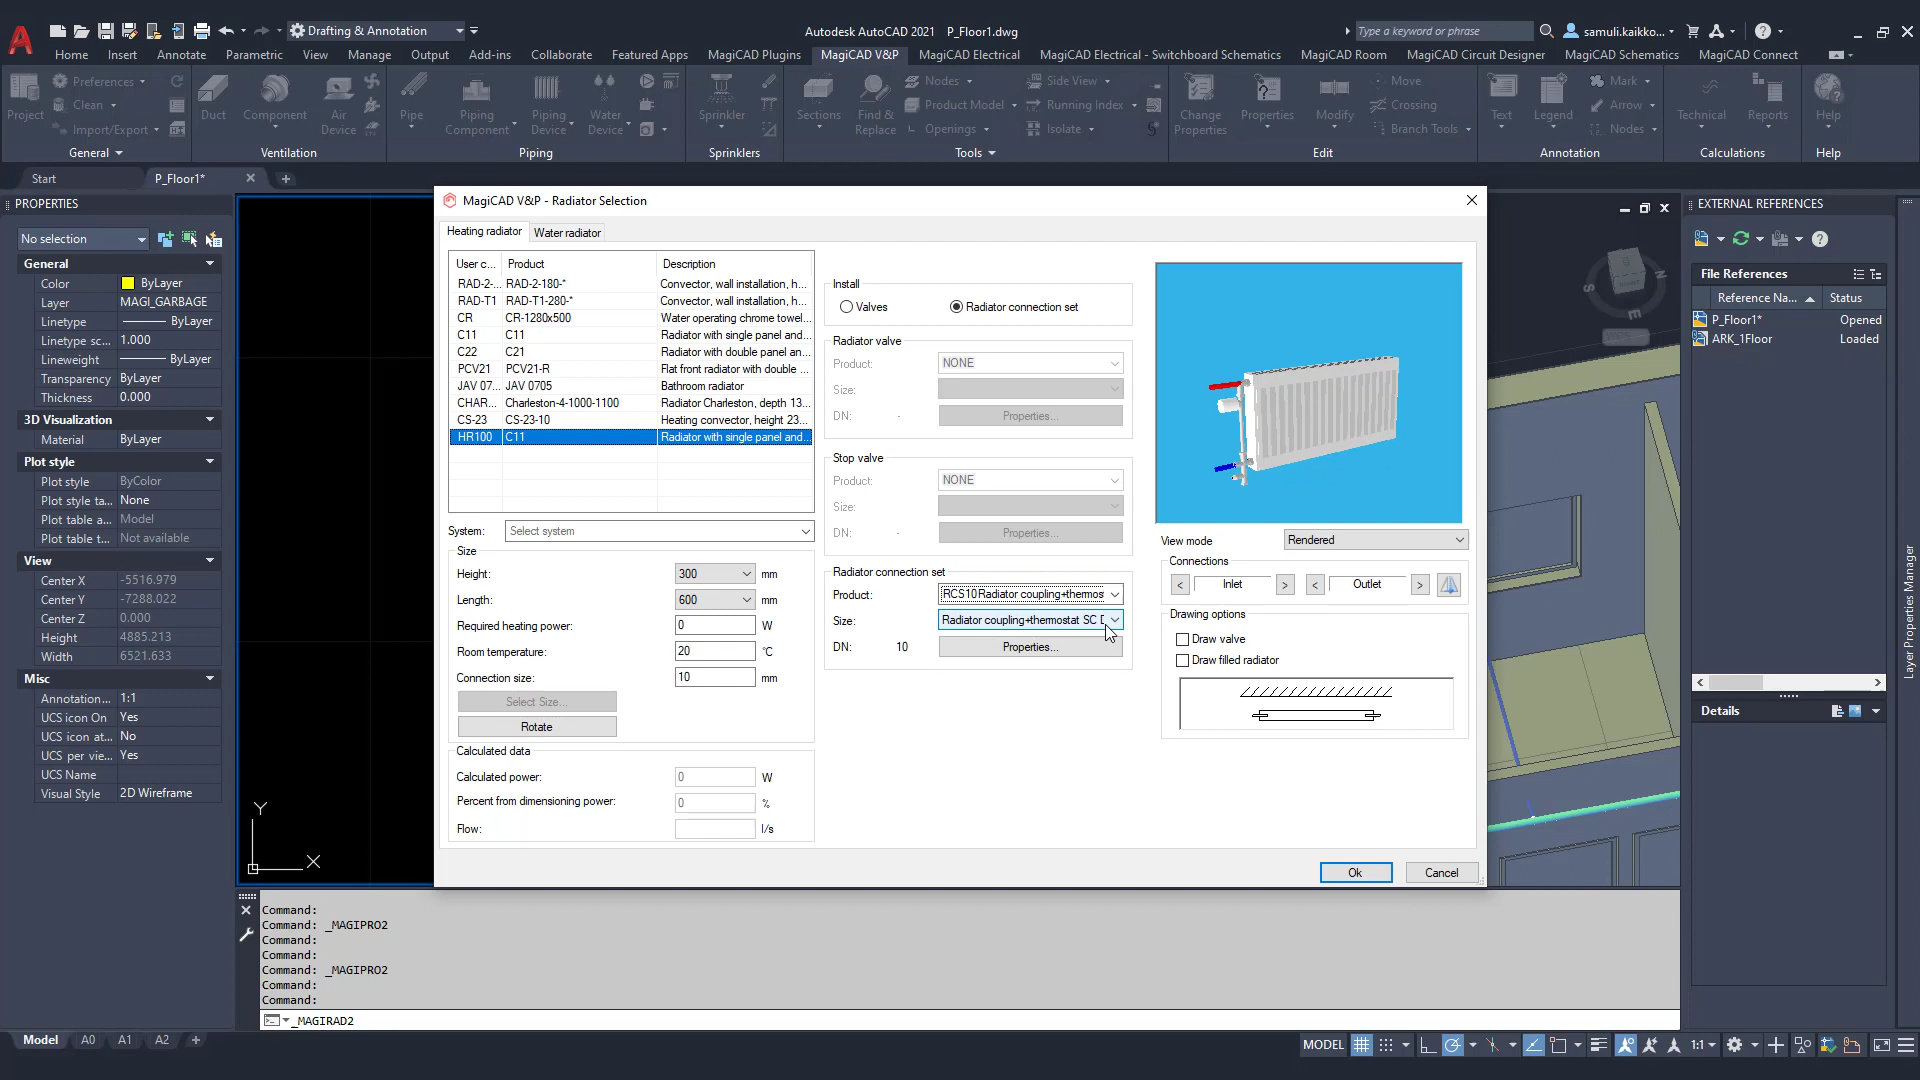 Drafting & Annotation
Autodesk AutoCAD 2021 P_Floor1.dwg
Type a keyword or phrase
samuli.kaikko...
Home Insert Annotate Parametric View Manage Output Add-ins Collaborate Featured Apps MagiCAD Plugins MagiCAD V&P MagiCAD Electrical MagiCAD Electrical - Switchboard Schematics MagiCAD Room MagiCAD Circuit Designer MagiCAD Schematics MagiCAD Connect
Project
Preferences
Clean
Import/Export
General
Duct
Component
Air
Device
Ventilation
Pipe
Piping
Component
Piping
Device
Water
Device
Piping
Sprinkler
Sprinklers
Sections
Find &
Replace
Nodes
Product Model
Openings
Side View
Running Index
Isolate
Tools
Change
Properties
Properties
Modify
Move
Crossing
Branch Tools
Edit
Text
Legend
Mark
Arrow
Nodes
Annotation
Technical
Reports
Calculations
Help
Help
Start
P_Floor1*
PROPERTIES
No selection
General
Color ByLayer
Layer MAGI_GARBAGE
Linetype ByLayer
Linetype sc... 1.000
Lineweight ByLayer
Transparency ByLayer
Thickness 0.000
3D Visualization
Material ByLayer
Plot style
Plot style ByColor
Plot style ta... None
Plot table a... Model
Plot table t... Not available
View
Center X -5516.979
Center Y -7288.022
Center Z 0.000
Height 4885.213
Width 6521.633
Misc
Annotation... 1:1
UCS icon On Yes
UCS icon at... No
UCS per vie... Yes
UCS Name
Visual Style 2D Wireframe
Y
X
MagiCAD V&P - Radiator Selection
Heating radiator
Water radiator
User c... Product Description
RAD-2-... RAD-2-180-* Convector, wall installation, h...
RAD-T1 RAD-T1-280-* Convector, wall installation, h...
CR CR-1280x500 Water operating chrome towel...
C11 C11 Radiator with single panel and...
C22 C21 Radiator with double panel an...
PCV21 PCV21-R Flat front radiator with double ...
JAV 07... JAV 0705 Bathroom radiator
CHAR... Charleston-4-1000-1100 Radiator Charleston, depth 13...
CS-23 CS-23-10 Heating convector, height 23...
HR100 C11 Radiator with single panel and...
System: Select system
Size
Height: 300 mm
Length: 600 mm
Required heating power: 0 W
Room temperature: 20 °C
Connection size: 10 mm
Select Size...
Rotate
Calculated data
Calculated power: 0 W
Percent from dimensioning power: 0 %
Flow: l/s
Install
Valves
Radiator connection set
Radiator valve
Product: NONE
Size:
DN: -
Properties...
Stop valve
Product: NONE
Size:
DN: -
Properties...
Radiator connection set
Product: RCS10Radiator coupling+thermos
Size: Radiator coupling+thermostat SC D
DN: 10
Properties...
View mode Rendered
Connections
< Inlet > < Outlet >
Drawing options
Draw valve
Draw filled radiator
Ok
Cancel
S
E
EXTERNAL REFERENCES
File References
Reference Na... Status
P_Floor1* Opened
ARK_1Floor Loaded
Details
Layer Properties Manager
Command:
Command: _MAGIPRO2
Command:
Command:
Command: _MAGIPRO2
Command:
Command:
_MAGIRAD2
Model A0 A1 A2 +
MODEL
1:1